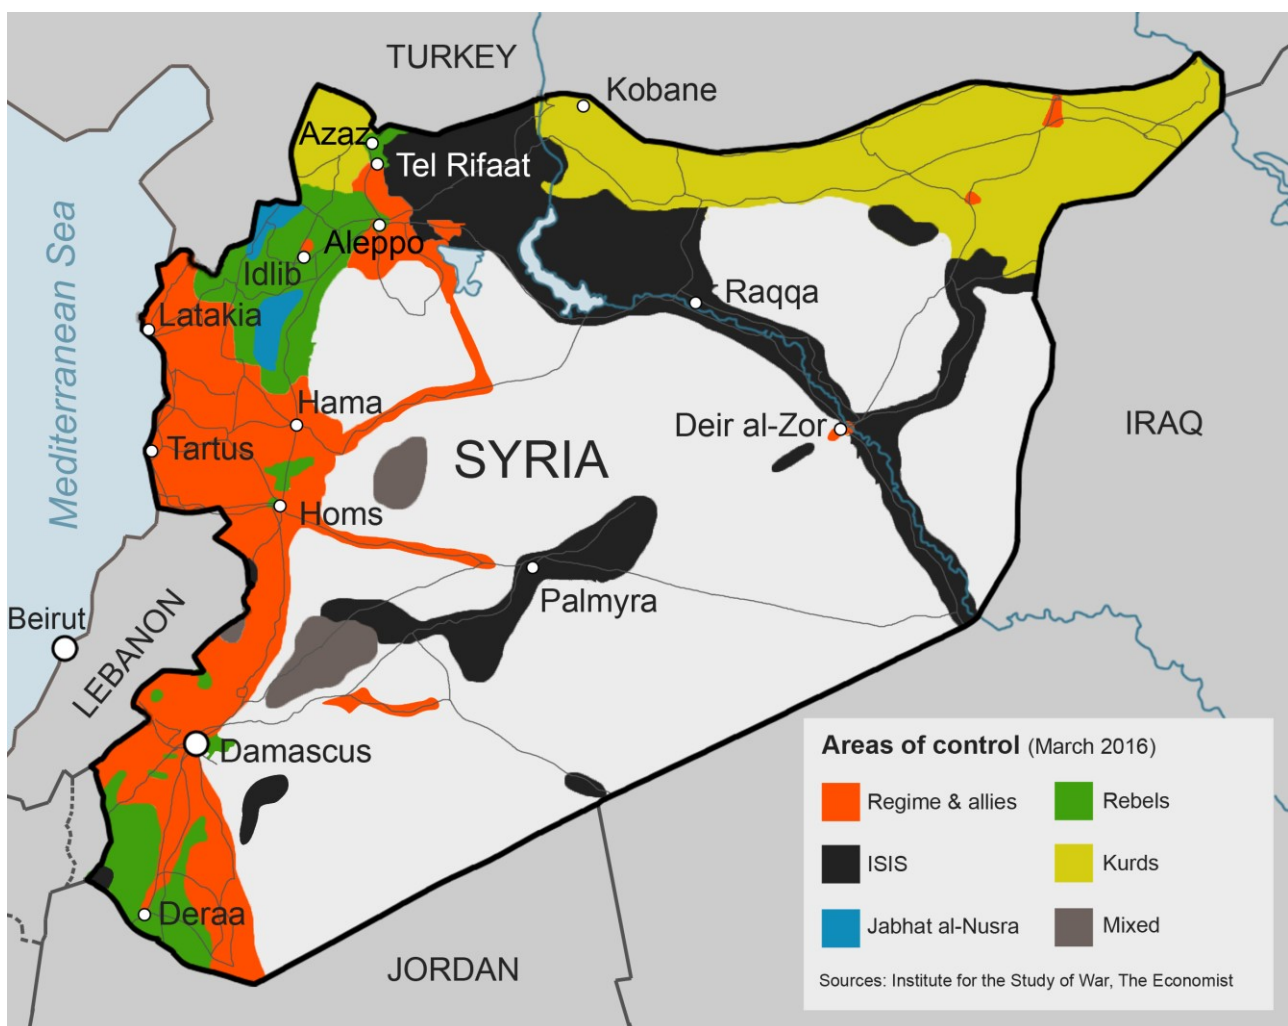 TURKEY
Kobane
Azaz
Tel Rifaat
Mediterranean Sea
Aleppo
Idlib
Raqqa
Latakia
Hama
Deir al-Zor
IRAQ
Tartus
SYRIA
Homs
Palmyra
Beirut
LEBANON
Damascus
Deraa
JORDAN
Areas of control (March 2016)
Regime & allies
Rebels
ISIS
Kurds
Jabhat al-Nusra
Mixed
Sources: Institute for the Study of War, The Economist